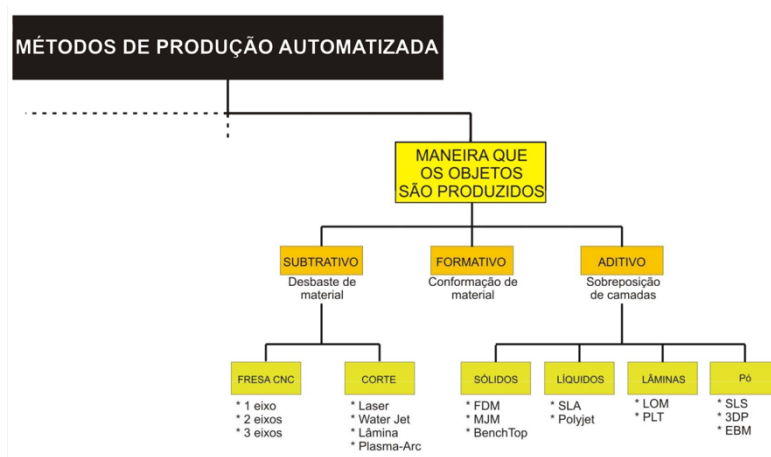 MÉTODOS DE PRODUÇÃO AUTOMATIZADA
MANEIRA QUE
OS OBJETOS
SÃO PRODUZIDOS
SUBTRATIVO
Desbaste de
material
FORMATIVO
Conformação de
material
ADITIVO
Sobreposição
de camadas
FRESA CNC
* 1 eixo
* 2 eixos
* 3 eixos
CORTE
* Laser
* Water Jet
* Lâmina
* Plasma-Arc
SÓLIDOS
* FDM
* MJM
* BenchTop
LÍQUIDOS
* SLA
* Polyjet
LÂMINAS
* LOM
* PLT
Pó
* SLS
* 3DP
* EBM